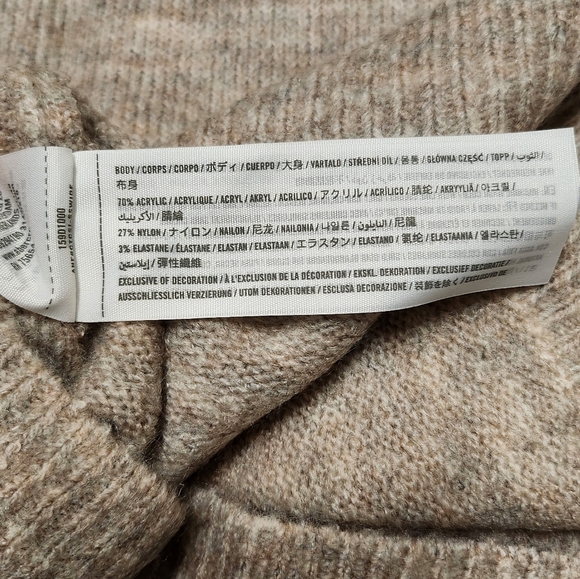 BODY / CORPS / CORPO / ボディ / CUERPO / 大身 / VARTALO / STŘEDNÍ DÍL / 몸통 / GŁÓWNA CZĘŚĆ / TOPP / الثوب /
布身
70% ACRYLIC / ACRYLIQUE / ACRYL / AKRYL / ACRILICO / アクリル / ACRÍLICO / 腈纶 / AKRYYLIÄ / 아크릴 /
الأكريليك / 腈綸
27% NYLON / ナイロン / NAILON / 尼龙 / NAILONIA / 나일론 / النايلون / 尼龍
3% ELASTANE / ÉLASTANE / ELASTAN / ELASTAAN / エラスタン / ELASTANO / 氨纶 / ELASTAANIA / 엘라스탄 /
إيلاستين / 彈性纖維
EXCLUSIVE OF DECORATION / À L'EXCLUSION DE LA DÉCORATION / EKSKL. DEKORATION / EXCLUSIEF DECORATIE /
AUSSCHLIESSLICH VERZIERUNG / UTOM DEKORATIONEN / ESCLUSA DECORAZIONE / 装飾を除く / EXCLUSIVO DE
159D1000